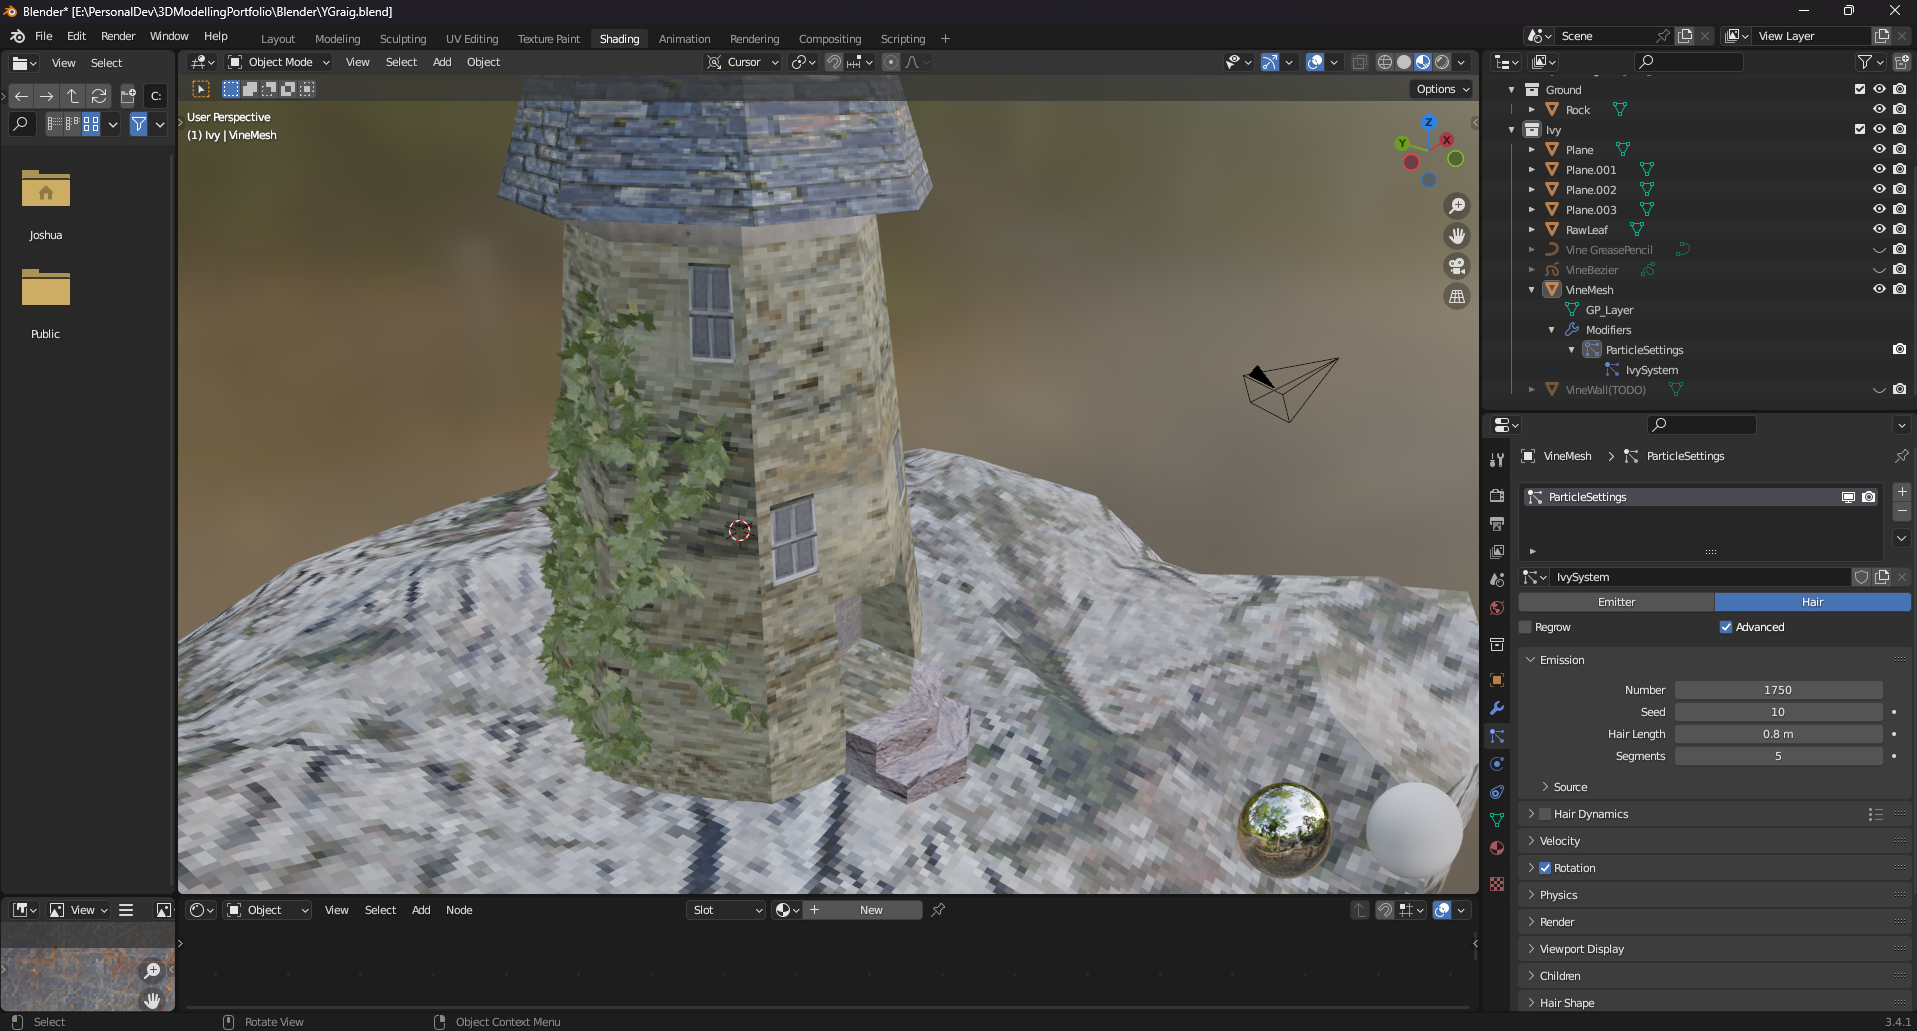 Blender* [E:\PersonalDev\3DModellingPortfolio\Blender\YGraig.blend]
File Edit Render Window Help
Layout Modeling Sculpting UV Editing Texture Paint Shading Animation Rendering Compositing Scripting
Scene
View Layer
View Select
Object Mode View Select Add Object
Cursor
C:
Options
User Perspective
(1) Ivy | VineMesh
Z
Y
X
Joshua
Public
Ground
Rock
Ivy
Plane
Plane.001
Plane.002
Plane.003
RawLeaf
Vine GreasePencil
VineBezier
VineMesh
GP_Layer
Modifiers
ParticleSettings
IvySystem
VineWall(TODO)
VineMesh > ParticleSettings
ParticleSettings
IvySystem
Emitter Hair
Regrow Advanced
Emission
Number 1750
Seed 10
Hair Length 0.8 m
Segments 5
Source
Hair Dynamics
Velocity
Rotation
Physics
Render
Viewport Display
Children
Hair Shape
View
Object View Select Add Node
Slot
New
Select
Rotate View
Object Context Menu
3.4.1